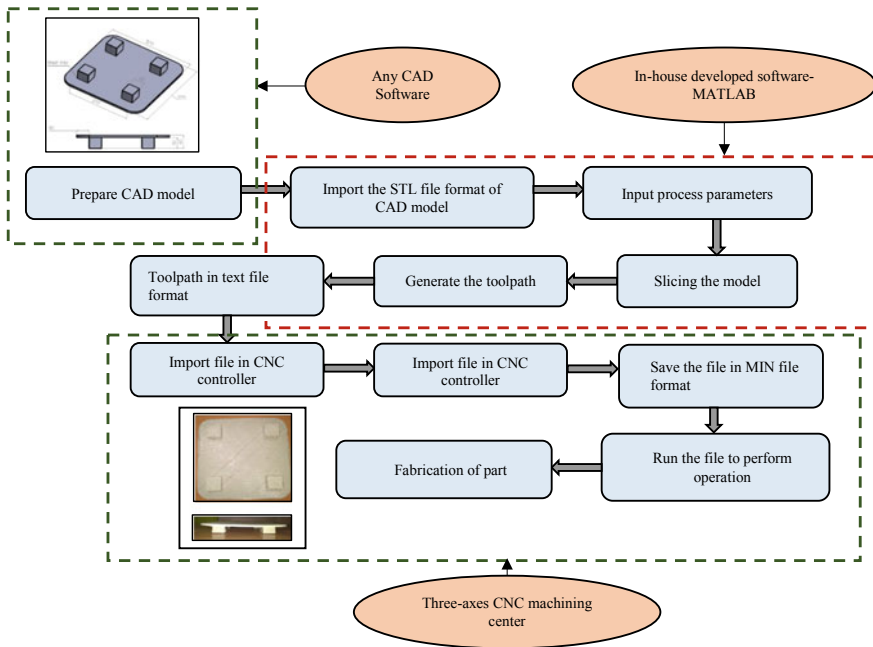 Any CAD
Software
In-house developed software-
MATLAB
Prepare CAD model
Import the STL file format of
CAD model
Input process parameters
Toolpath in text file
format
Generate the toolpath
Slicing the model
Import file in CNC
controller
Import file in CNC
controller
Save the file in MIN file
format
Fabrication of part
Run the file to perform
operation
Three-axes CNC machining
center